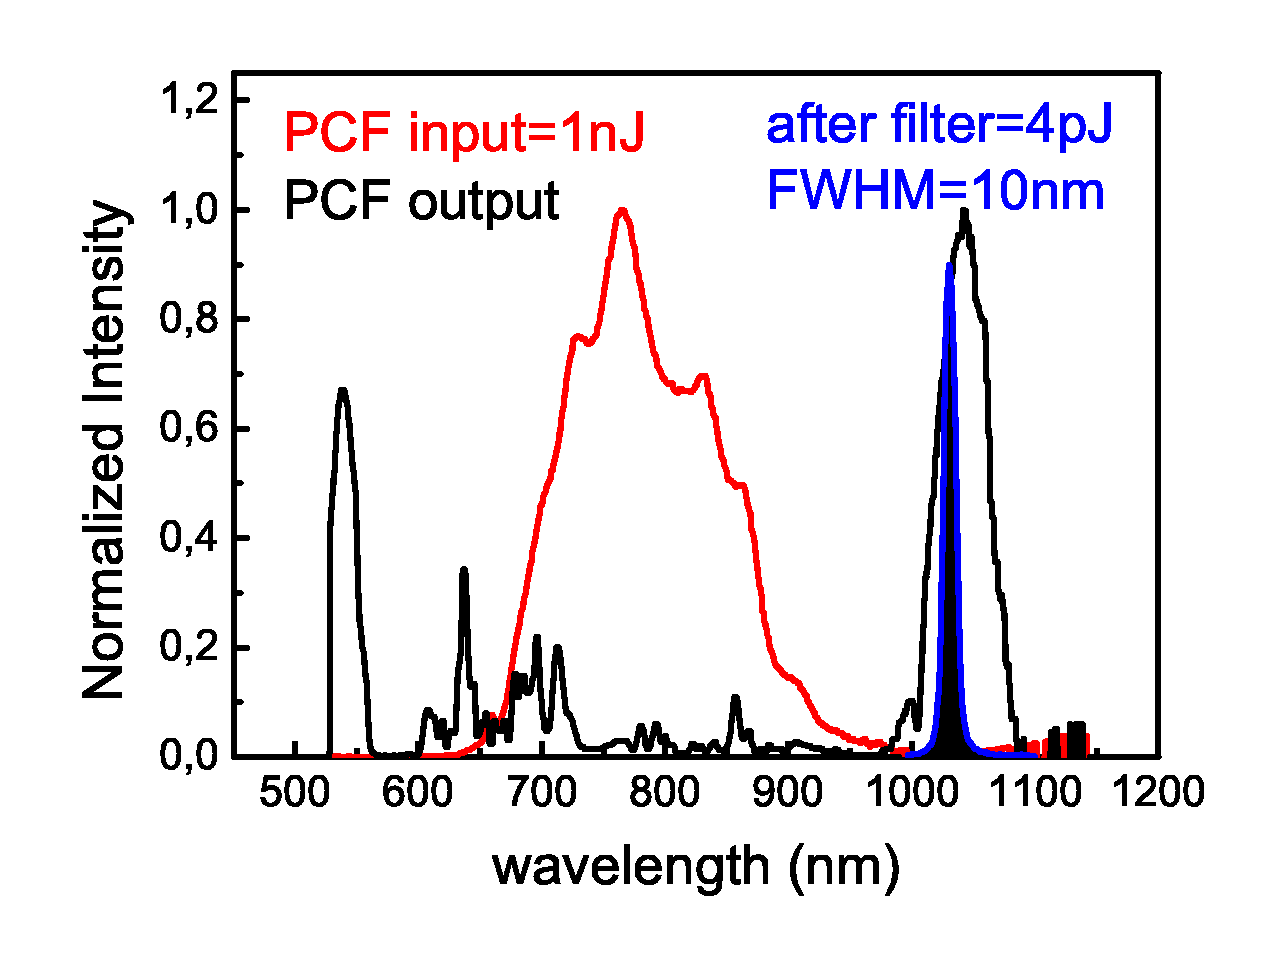 PCF input=1nJ
PCF output
after filter=4pJ
FWHM=10nm
Normalized Intensity
1,2
1,0
0,8
0,6
0,4
0,2
0,0
500 600 700 800 900 1000 1100 1200
wavelength (nm)